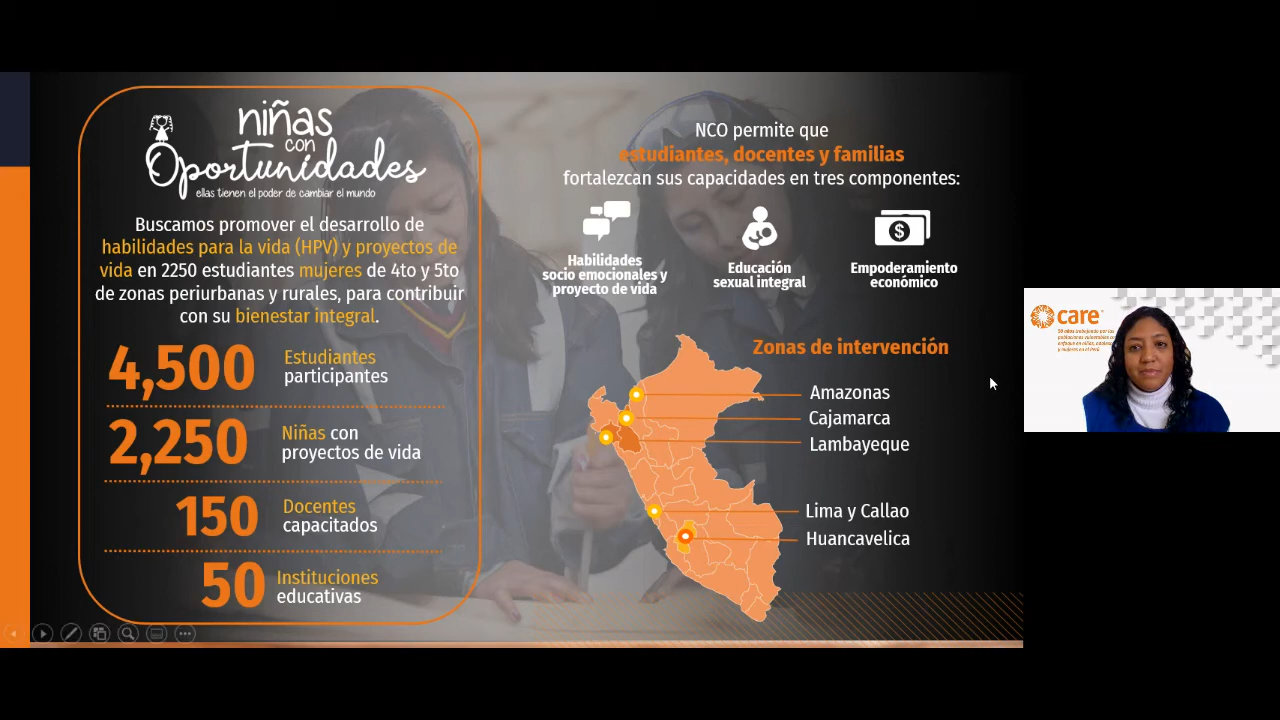 niñas
con
Oportunidades
ellas tienen el poder de cambiar el mundo
Buscamos promover el desarrollo de
habilidades para la vida (HPV) y proyectos de
vida en 2250 estudiantes mujeres de 4to y 5to
de zonas periurbanas y rurales, para contribuir
con su bienestar integral.
4,500 Estudiantes
participantes
2,250 Niñas con
proyectos de vida
150 Docentes
capacitados
50 Instituciones
educativas
NCO permite que
estudiantes, docentes y familias
fortalezcan sus capacidades en tres componentes:
$
Habilidades
socio emocionales y
proyecto de vida
Educación
sexual integral
Empoderamiento
económico
Zonas de intervención
Amazonas
Cajamarca
Lambayeque
Lima y Callao
Huancavelica
care